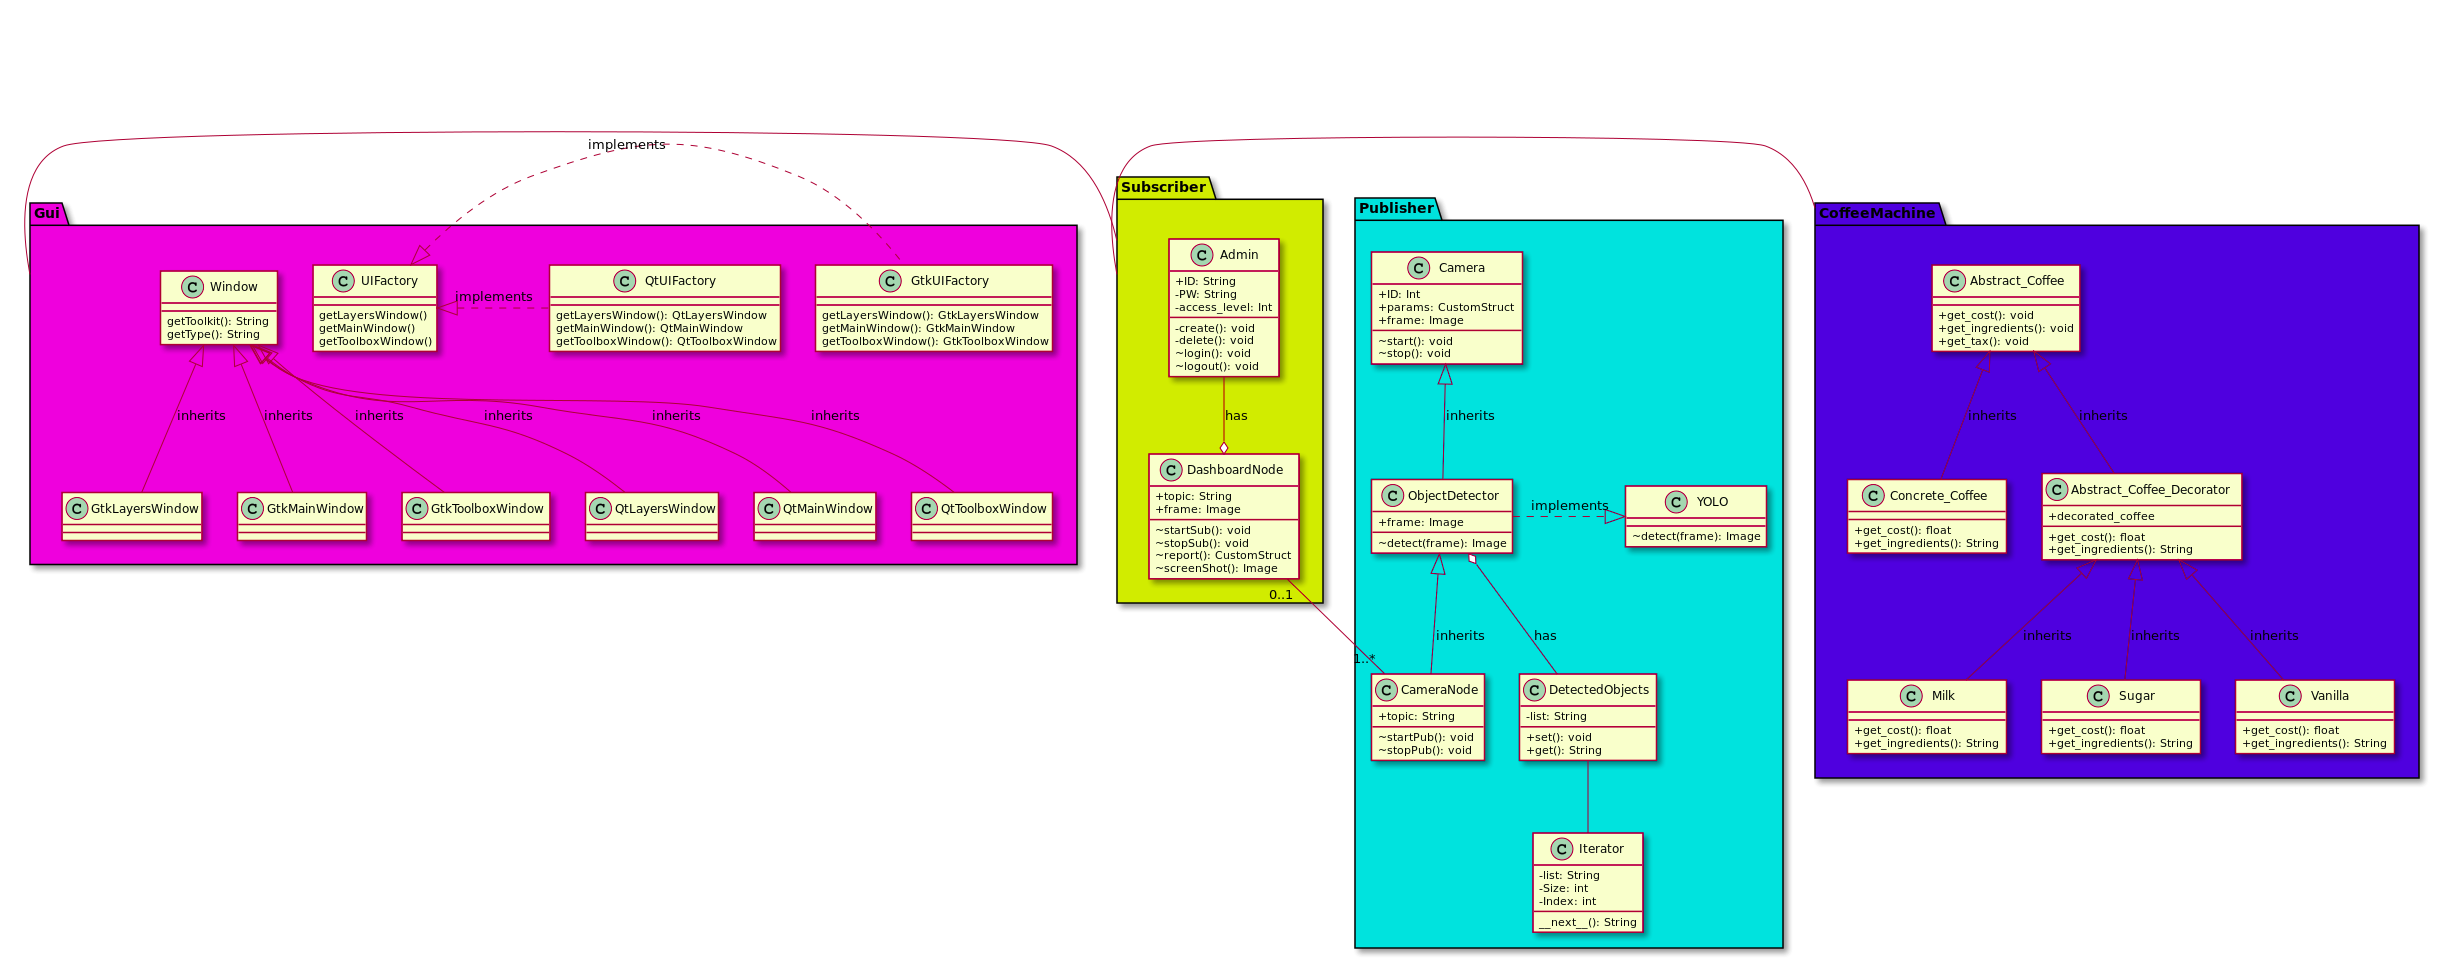 Gui
Window
getToolkit(): String
getType(): String
UIFactory
getLayersWindow()
getMainWindow()
getToolboxWindow()
QtUIFactory
getLayersWindow(): QtLayersWindow
getMainWindow(): QtMainWindow
getToolboxWindow(): QtToolboxWindow
GtkUIFactory
getLayersWindow(): GtkLayersWindow
getMainWindow(): GtkMainWindow
getToolboxWindow(): GtkToolboxWindow
implements
implements
inherits
inherits
inherits
inherits
inherits
inherits
GtkLayersWindow
GtkMainWindow
GtkToolboxWindow
QtLayersWindow
QtMainWindow
QtToolboxWindow
Subscriber
Admin
+ID: String
-PW: String
-access_level: Int
-create(): void
-delete(): void
~login(): void
~logout(): void
has
DashboardNode
+topic: String
+frame: Image
~startSub(): void
~stopSub(): void
~report(): CustomStruct
~screenShot(): Image
0..1
1..*
Publisher
Camera
+ID: Int
+params: CustomStruct
+frame: Image
~start(): void
~stop(): void
inherits
ObjectDetector
+frame: Image
~detect(frame): Image
implements
YOLO
~detect(frame): Image
inherits
has
CameraNode
+topic: String
~startPub(): void
~stopPub(): void
DetectedObjects
-list: String
+set(): void
+get(): String
Iterator
-list: String
-Size: int
-Index: int
__next__(): String
CoffeeMachine
Abstract_Coffee
+get_cost(): void
+get_ingredients(): void
+get_tax(): void
inherits
inherits
Concrete_Coffee
+get_cost(): float
+get_ingredients(): String
Abstract_Coffee_Decorator
+decorated_coffee
+get_cost(): float
+get_ingredients(): String
inherits
inherits
inherits
Milk
+get_cost(): float
+get_ingredients(): String
Sugar
+get_cost(): float
+get_ingredients(): String
Vanilla
+get_cost(): float
+get_ingredients(): String